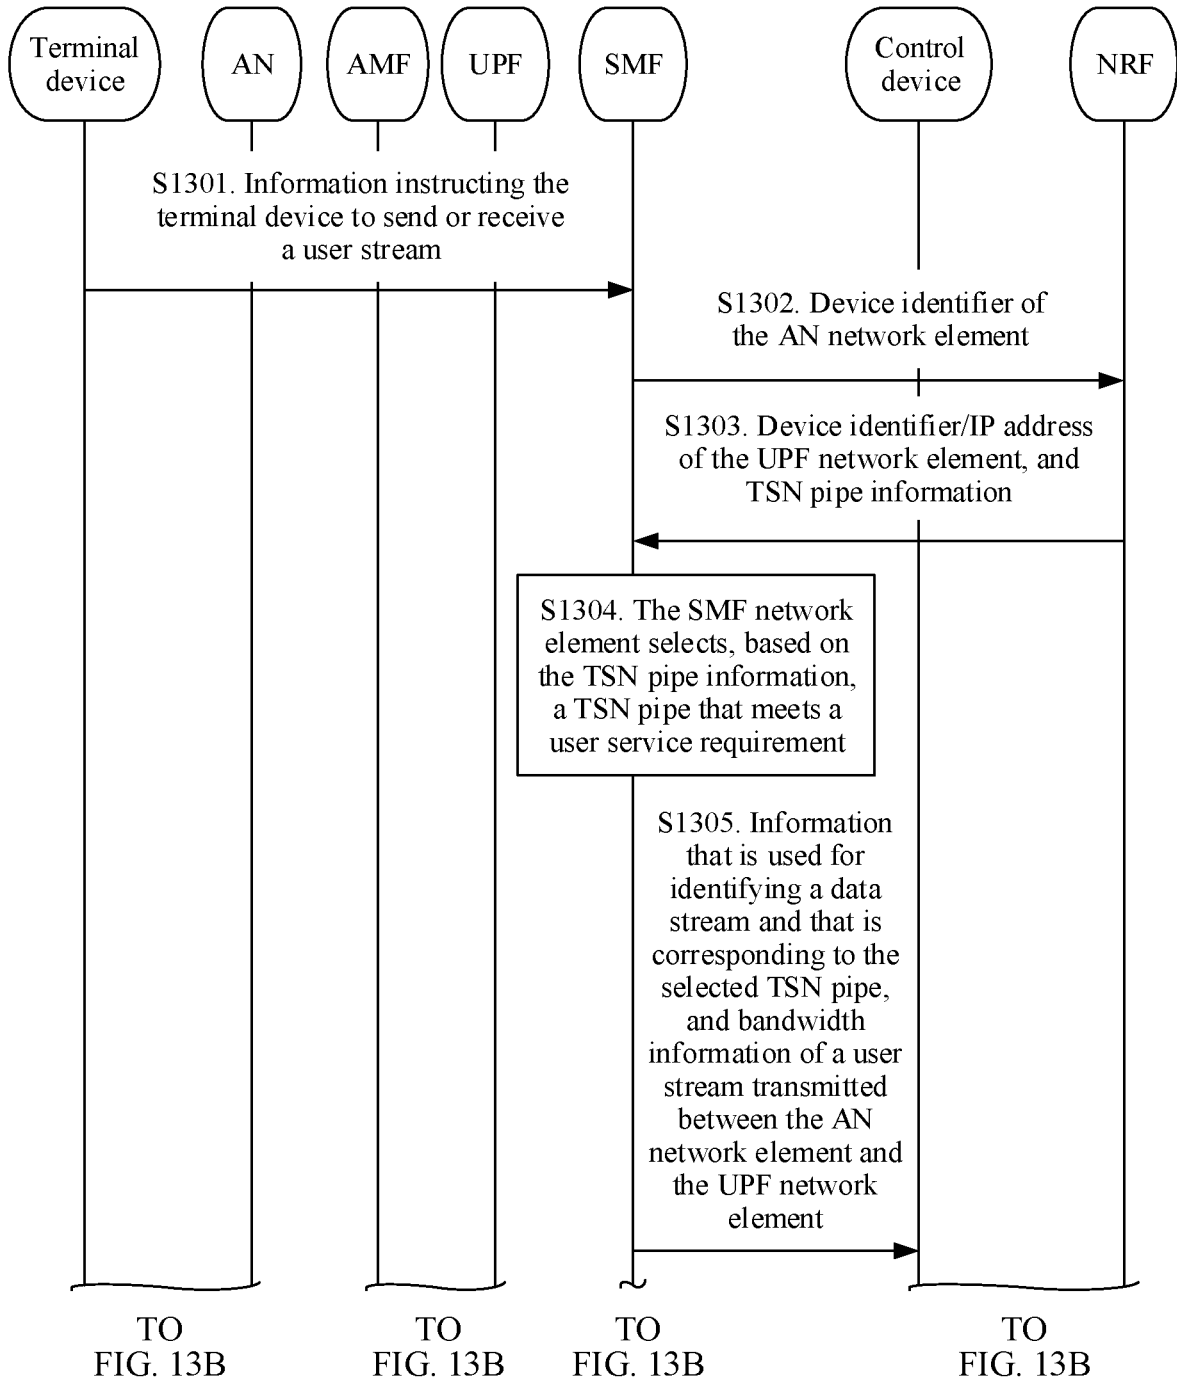 Terminal
device
AN
AMF
UPF
SMF
Control
device
NRF
S1301. Information instructing the
terminal device to send or receive
a user stream
S1302. Device identifier of
the AN network element
S1303. Device identifier/IP address
of the UPF network element, and
TSN pipe information
S1304. The SMF network
element selects, based on
the TSN pipe information,
a TSN pipe that meets a
user service requirement
S1305. Information
that is used for
identifying a data
stream and that is
corresponding to the
selected TSN pipe,
and bandwidth
information of a user
stream transmitted
between the AN
network element and
the UPF network
element
TO
FIG. 13B
TO
FIG. 13B
TO
FIG. 13B
TO
FIG. 13B